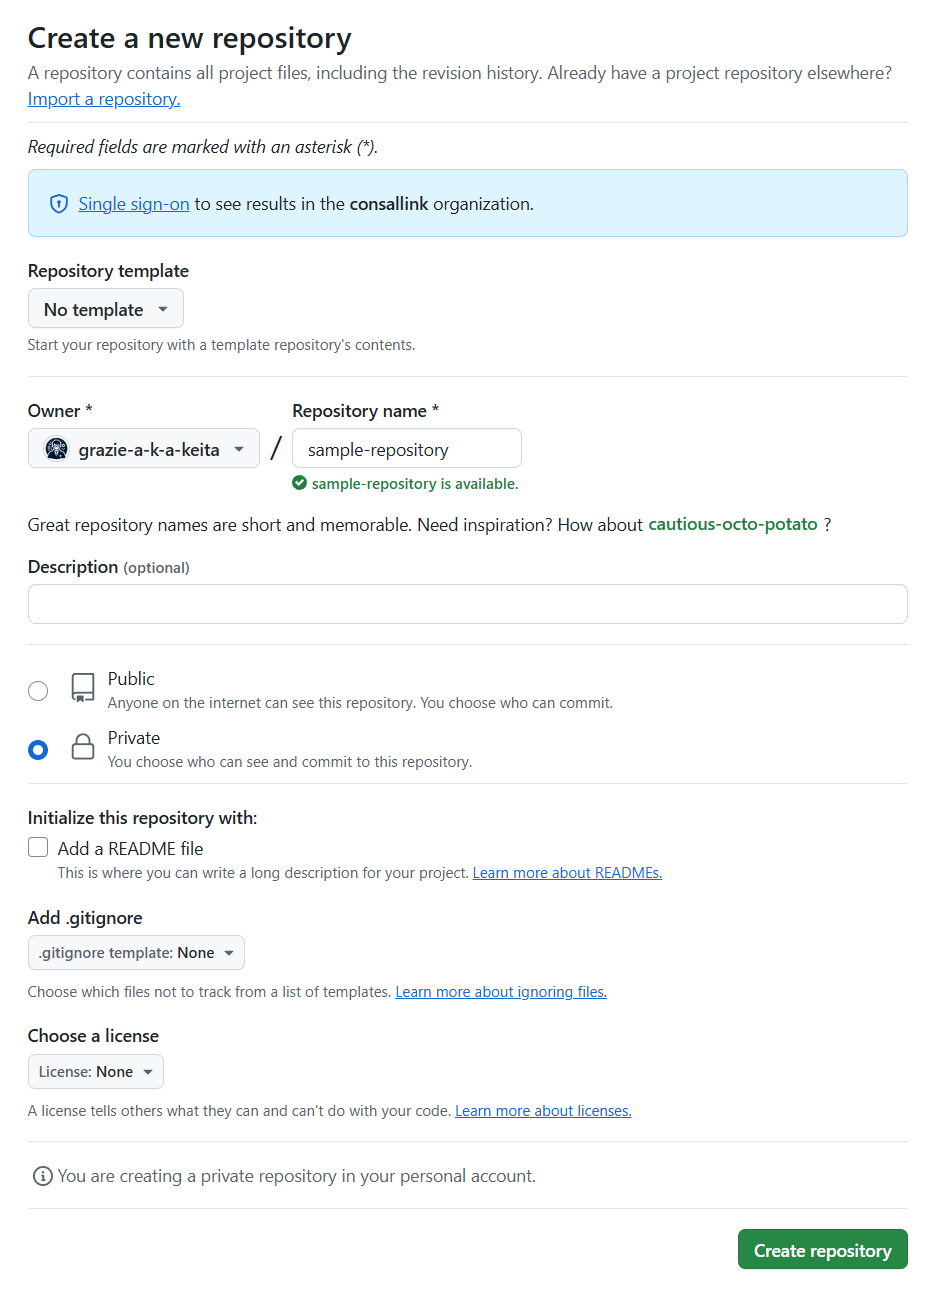 Create a new repository
A repository contains all project files, including the revision history. Already have a project repository elsewhere?
Import a repository.
Required fields are marked with an asterisk (*).
Single sign-on to see results in the consallink organization.
Repository template
No template
Start your repository with a template repository's contents.
Owner *
Repository name *
grazie-a-k-a-keita
/
sample-repository
sample-repository is available.
Great repository names are short and memorable. Need inspiration? How about cautious-octo-potato ?
Description (optional)
Public
Anyone on the internet can see this repository. You choose who can commit.
Private
You choose who can see and commit to this repository.
Initialize this repository with:
Add a README file
This is where you can write a long description for your project. Learn more about READMEs.
Add .gitignore
.gitignore template: None
Choose which files not to track from a list of templates. Learn more about ignoring files.
Choose a license
License: None
A license tells others what they can and can't do with your code. Learn more about licenses.
You are creating a private repository in your personal account.
Create repository